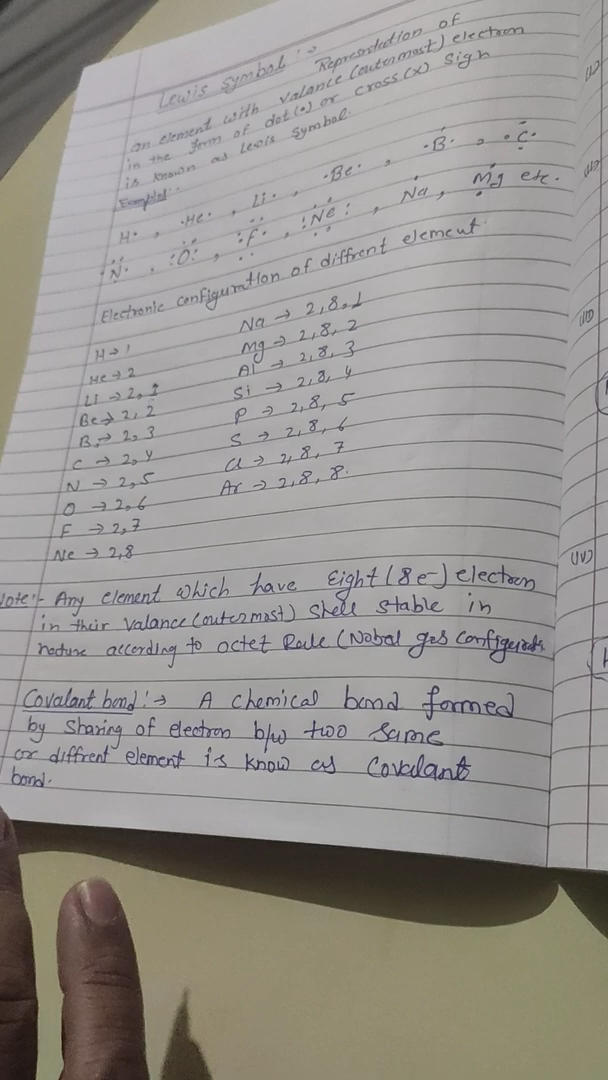 Lewis Symbol :→ Represntation of
an element with valance (outermost) electron
in the form of dot (•) or cross (x) sigh
is known as lewis symbol.
Example:-
H• , •He• , Li• , •Be• , •B• , •C•
N• , :O: , :F: , :Ne: , Na , Mg etc.
Electronic configuration of diffrent element
H → 1
He → 2
Li → 2,1
Be → 2,2
B → 2,3
C → 2,4
N → 2,5
O → 2,6
F → 2,7
Ne → 2,8
Na → 2,8,1
Mg → 2,8,2
Al → 2,8,3
Si → 2,8,4
P → 2,8,5
S → 2,8,6
Cl → 2,8,7
Ar → 2,8,8.
Note:- Any element which have Eight (8e-) electron
in their valance (outermost) shell stable in
nature according to octet Rule (Nobal gas
Covalant bond :→ A chemical bond formed
by sharing of electron b/w two same
or diffrent element is know as covalant
bond.
(II)
(IV)